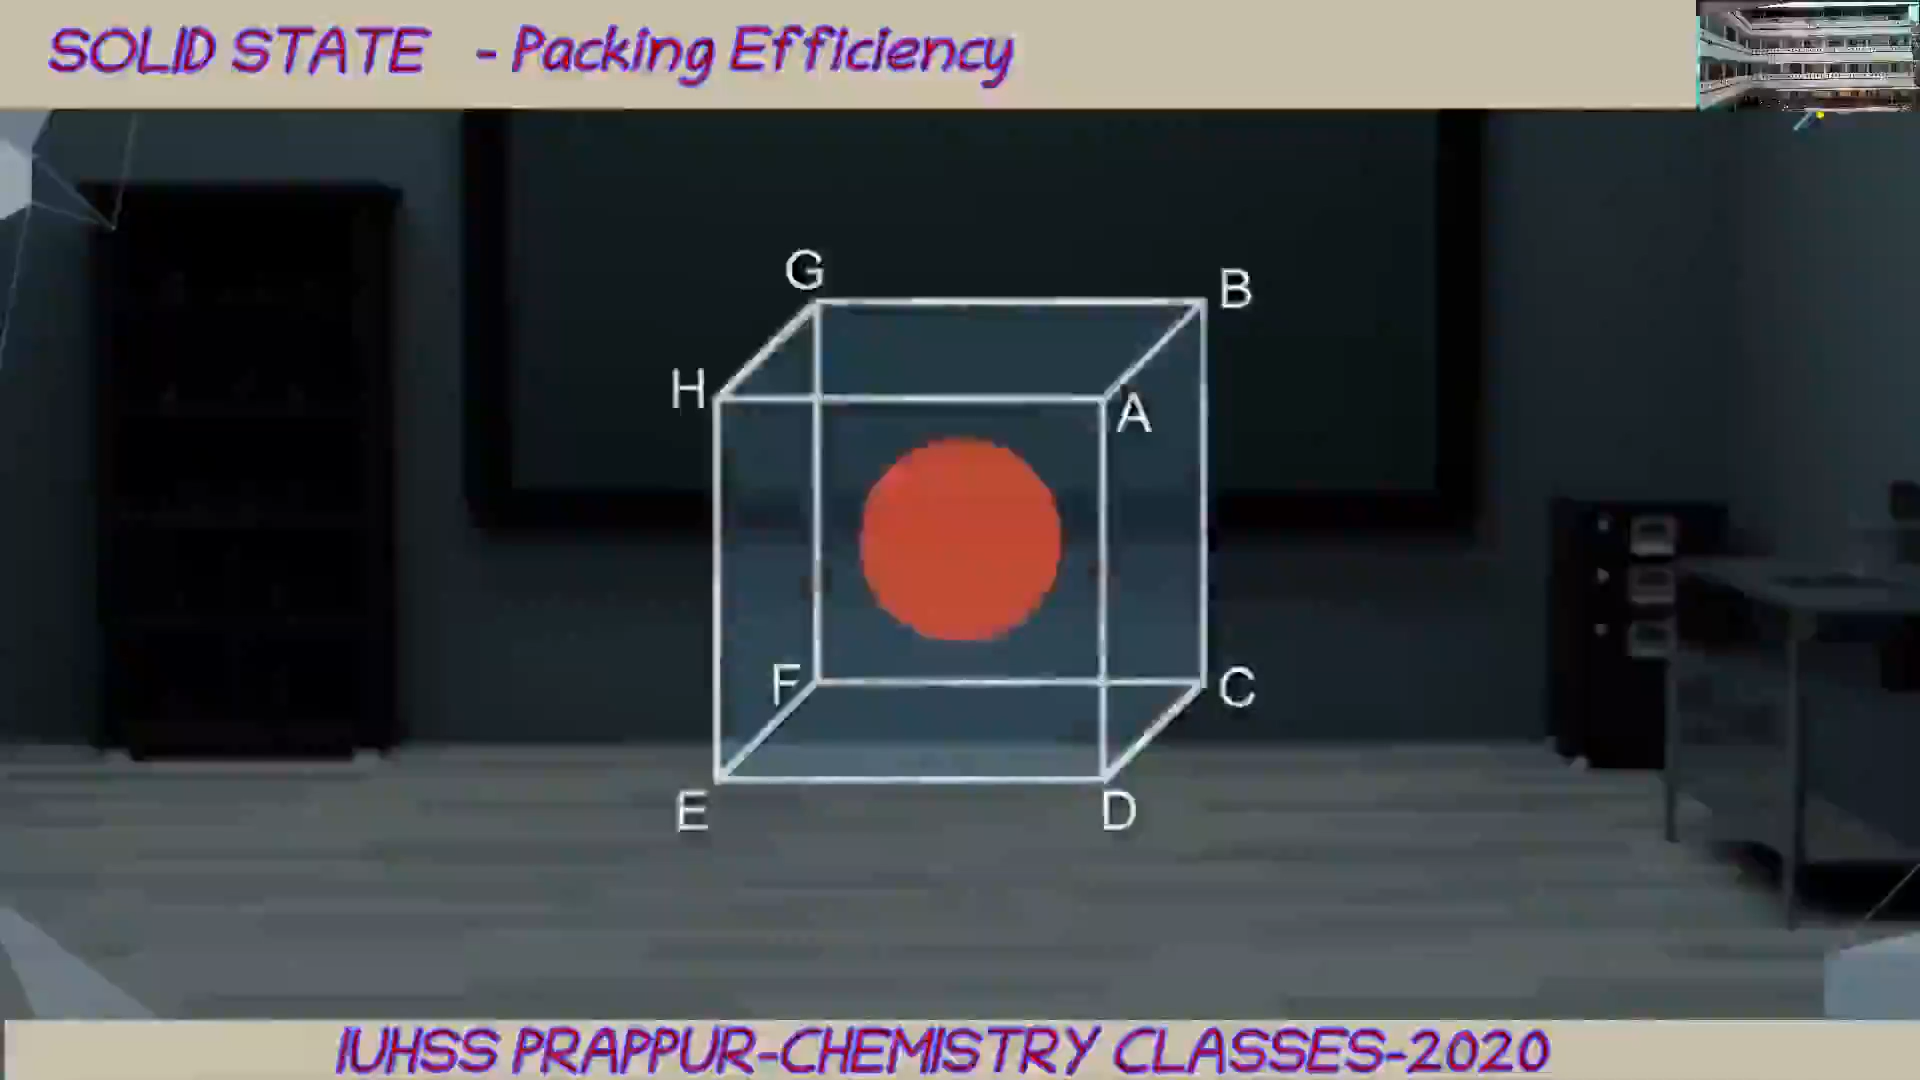 SOLID STATE - Packing Efficiency
G
B
H
A
F
C
E
D
IUHSS PRAPPUR-CHEMISTRY CLASSES-2020